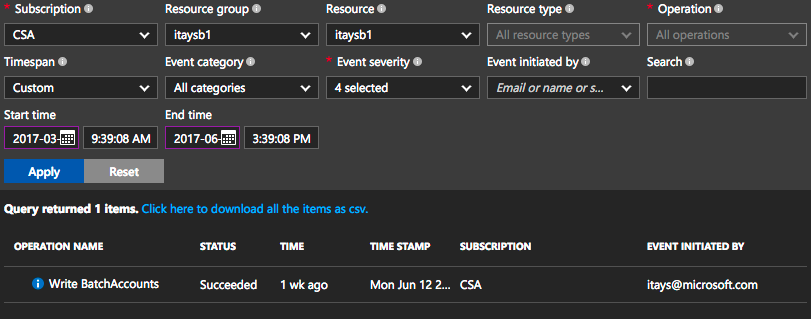 * Subscription Resource group Resource Resource type * Operation
CSA itaysb1 itaysb1 All resource types All operations
Timespan Event category * Event severity Event initiated by Search
Custom All categories 4 selected Email or name or s...
Start time End time
2017-03- 9:39:08 AM 2017-06- 3:39:08 PM
Apply Reset
Query returned 1 items. Click here to download all the items as csv.
OPERATION NAME STATUS TIME TIME STAMP SUBSCRIPTION EVENT INITIATED BY
Write BatchAccounts Succeeded 1 wk ago Mon Jun 12 2... CSA itays@microsoft.com